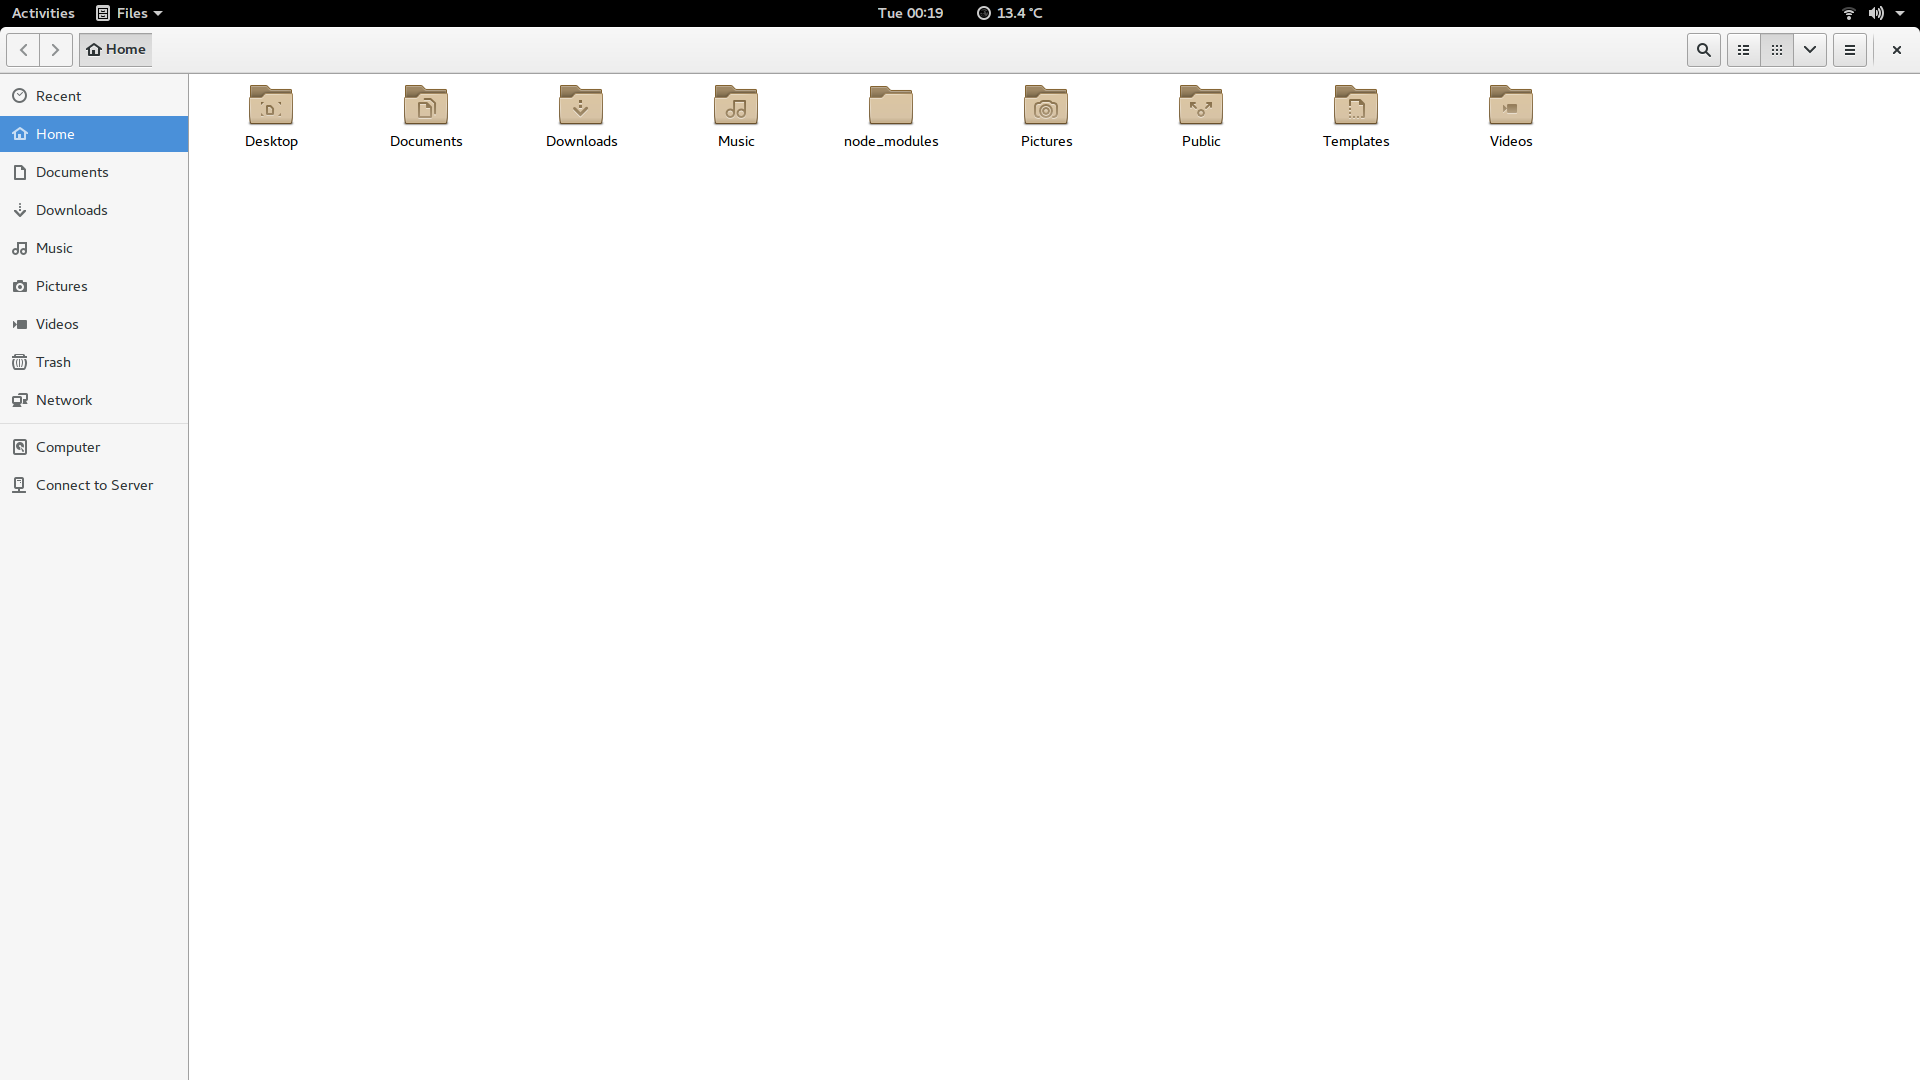 Activities Files Tue 00:19 13.4 °C
Home
Recent
Home
Documents
Downloads
Music
Pictures
Videos
Trash
Network
Computer
Connect to Server
Desktop Documents Downloads Music node_modules Pictures Public Templates Videos